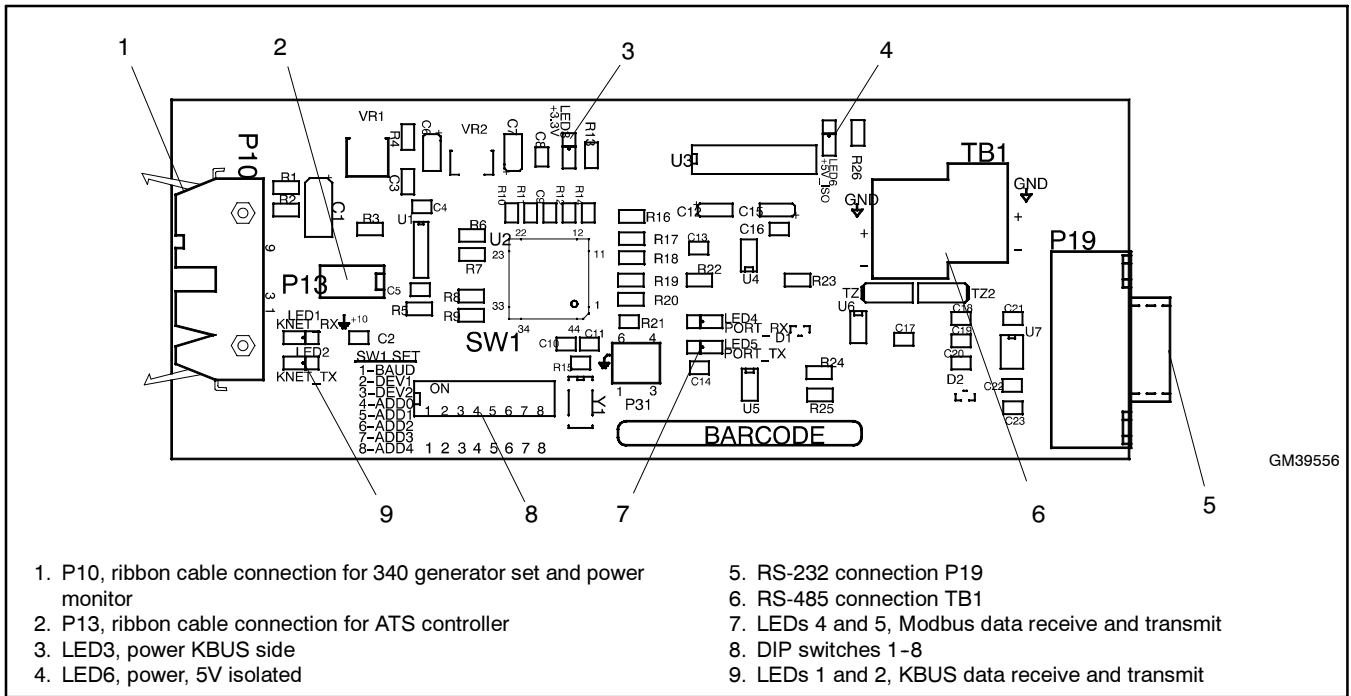 1
2
3
4
P10
VR1
R4
C6
VR2
C7
C8
LED3
+3.3V
R13
U3
LED6
+5V_ISO
R26
TB1
GND
GND
+
-
+
-
P19
R1
R2
C1
C3
R3
C4
U1
R10
R11
C9
R12
R14
R6
R7
U2
22
12
23
11
33
1
34
44
R16
R17
R18
R19
R20
R21
C12
C15
C16
C13
U4
R22
R23
TZ
TZ2
U6
C17
C18
C19
C20
C21
U7
C22
C23
D2
9
3
1
P13
C5
R5
R8
R9
LED1
KNET_RX
+10
C2
LED2
KNET_TX
SW1
C10
C11
R15
6
4
1
3
P31
LED4
PORT_RX
D1
LED5
PORT_TX
C14
U5
R24
R25
SW1 SET
1-BAUD
2-DEV1
3-DEV2
4-ADD0
5-ADD1
6-ADD2
7-ADD3
8-ADD4
ON
1 2 3 4 5 6 7 8
1 2 3 4 5 6 7 8
BARCODE
GM39556
9
8
7
6
5
1. P10, ribbon cable connection for 340 generator set and power
monitor
2. P13, ribbon cable connection for ATS controller
3. LED3, power KBUS side
4. LED6, power, 5V isolated
5. RS-232 connection P19
6. RS-485 connection TB1
7. LEDs 4 and 5, Modbus data receive and transmit
8. DIP switches 1-8
9. LEDs 1 and 2, KBUS data receive and transmit